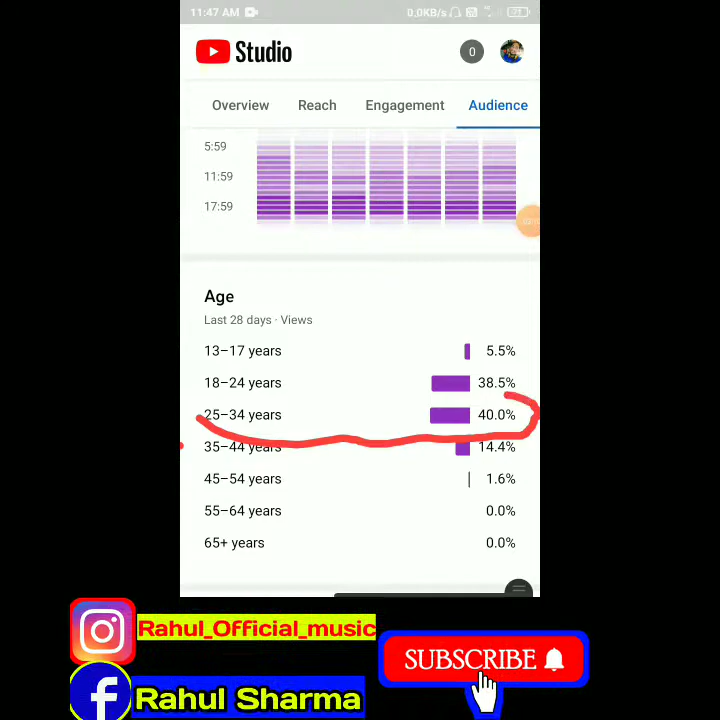 11:47 AM 0.0KB/s
Studio 0
Overview Reach Engagement Audience
5:59
11:59
17:59
Age
Last 28 days · Views
13–17 years 5.5%
18–24 years 38.5%
25–34 years 40.0%
35–44 years 14.4%
45–54 years 1.6%
55–64 years 0.0%
65+ years 0.0%
Rahul_Official_music
SUBSCRIBE
Rahul Sharma